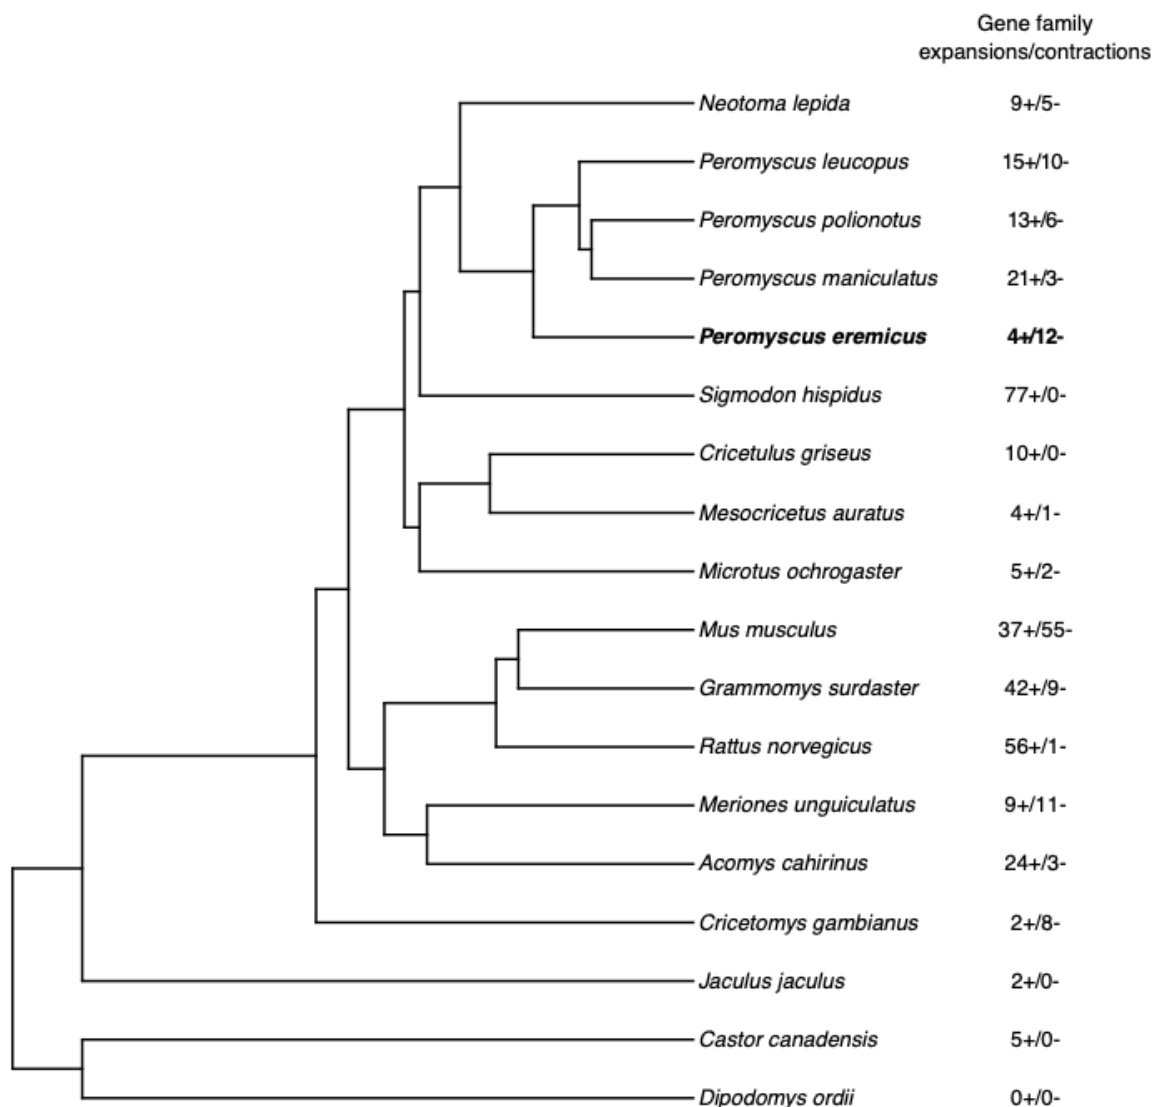 Gene family
expansions/contractions
Neotoma lepida 9+/5-
Peromyscus leucopus 15+/10-
Peromyscus polionotus 13+/6-
Peromyscus maniculatus 21+/3-
Peromyscus eremicus 4+/12-
Sigmodon hispidus 77+/0-
Cricetulus griseus 10+/0-
Mesocricetus auratus 4+/1-
Microtus ochrogaster 5+/2-
Mus musculus 37+/55-
Grammomys surdaster 42+/9-
Rattus norvegicus 56+/1-
Meriones unguiculatus 9+/11-
Acomys cahirinus 24+/3-
Cricetomys gambianus 2+/8-
Jaculus jaculus 2+/0-
Castor canadensis 5+/0-
Dipodomys ordii 0+/0-